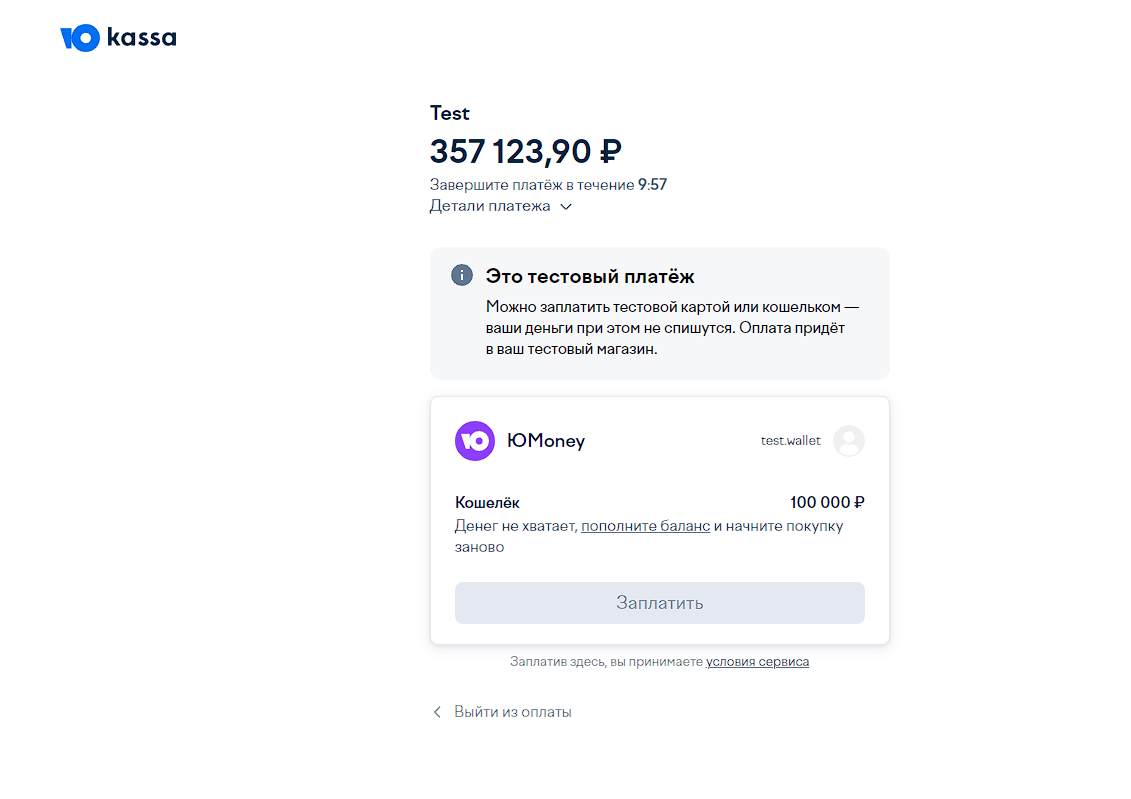 Ю kassa
Test
357 123,90 ₽
Завершите платёж в течение 9:57
Детали платежа
i
Это тестовый платёж
Можно заплатить тестовой картой или кошельком —
ваши деньги при этом не спишутся. Оплата придёт
в ваш тестовый магазин.
Ю ЮMoney test.wallet
Кошелёк 100 000 ₽
Денег не хватает, пополните баланс и начните покупку
заново
Заплатить
Заплатив здесь, вы принимаете условия сервиса
Выйти из оплаты